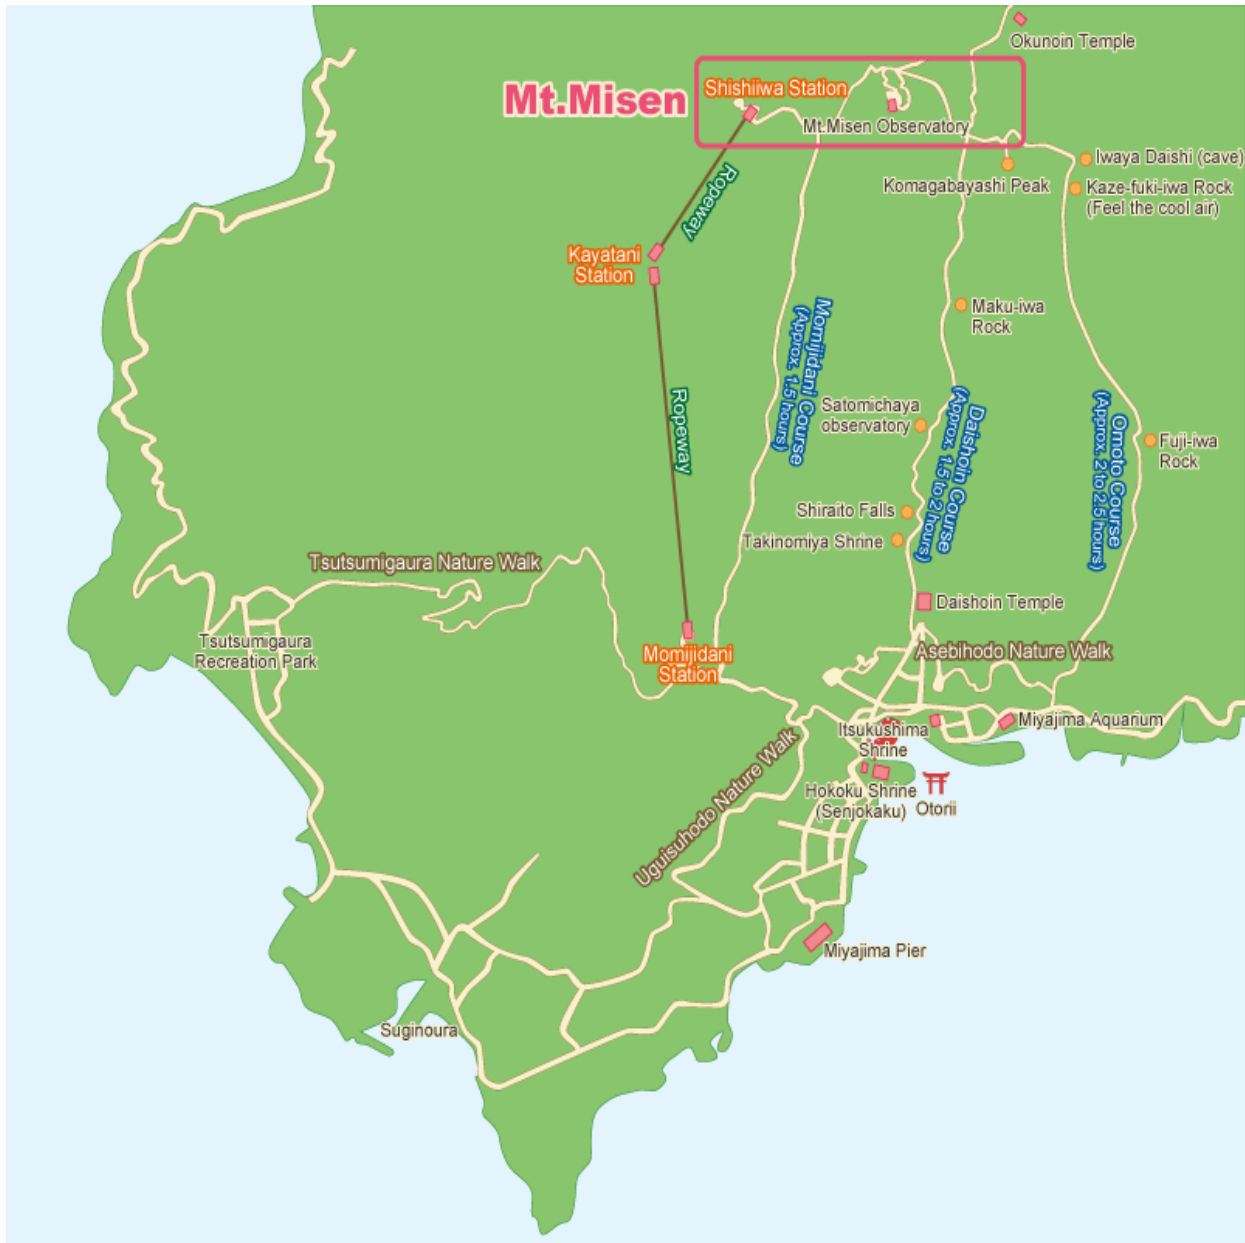 Okunoin Temple
Mt.Misen
Shishiiwa Station
Mt.Misen Observatory
Iwaya Daishi (cave)
Komagabayashi Peak
Kaze-fuki-iwa Rock
(Feel the cool air)
Ropeway
Kayatani
Station
Maku-iwa
Rock
Momijidani Course
(Approx. 1.5 hours)
Ropeway
Satomichaya
observatory
Daishoin Course
(Approx. 1.5 to 2 hours)
Omoto Course
(Approx. 2 to 2.5 hours)
Fuji-iwa
Rock
Shiraito Falls
Takinomiya Shrine
Tsutsumigaura Nature Walk
Daishoin Temple
Tsutsumigaura
Recreation Park
Momijidani
Station
Asebihodo Nature Walk
Itsukushima
Shrine
Miyajima Aquarium
Uguisuhodo Nature Walk
Hokoku Shrine
(Senjokaku)
Otorii
Miyajima Pier
Suginoura